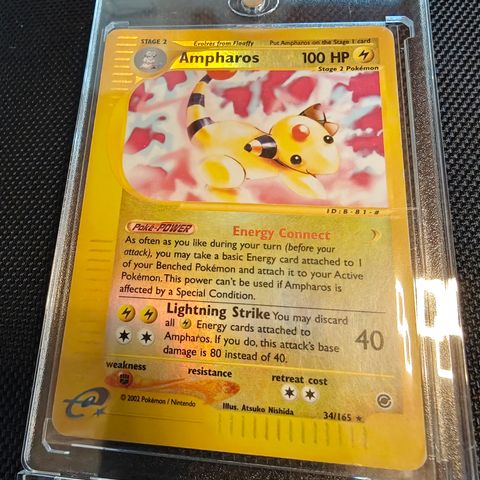 STAGE 2
Evolves from Flaaffy
Put Ampharos on the Stage 1 card
Ampharos 100 HP
Stage 2 Pokémon
ID:B-81-#
Poké-POWER Energy Connect
As often as you like during your turn (before your
attack), you may take a basic Energy card attached to 1
of your Benched Pokémon and attach it to your Active
Pokémon. This power can't be used if Ampharos is
affected by a Special Condition.
Lightning Strike You may discard
all Energy cards attached to
Ampharos. If you do, this attack's base
damage is 80 instead of 40.
40
weakness resistance retreat cost
e
© 2002 Pokémon / Nintendo
Illus. Atsuko Nishida
34/165